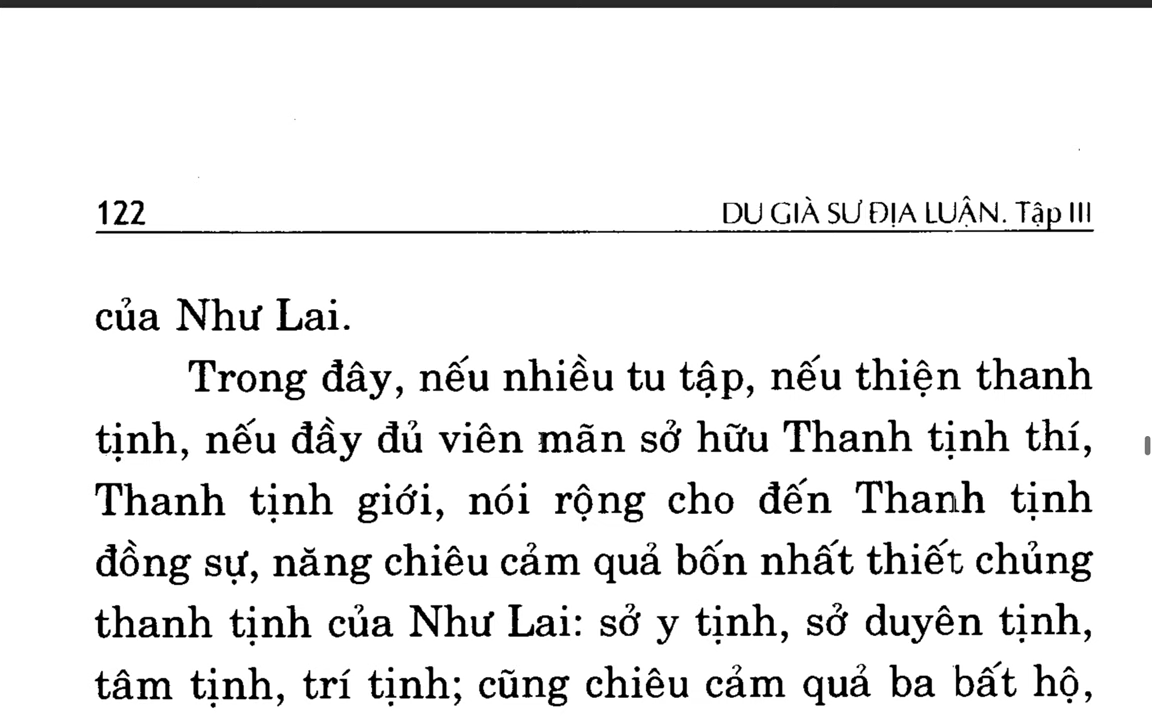 122 DU GIÀ SƯ ĐỊA LUẬN. Tập III
của Như Lai.
Trong đây, nếu nhiều tu tập, nếu thiện thanh
tịnh, nếu đầy đủ viên mãn sở hữu Thanh tịnh thí,
Thanh tịnh giới, nói rộng cho đến Thanh tịnh
đồng sự, năng chiêu cảm quả bốn nhất thiết chủng
thanh tịnh của Như Lai: sở y tịnh, sở duyên tịnh,
tâm tịnh, trí tịnh; cũng chiêu cảm quả ba bất hộ,